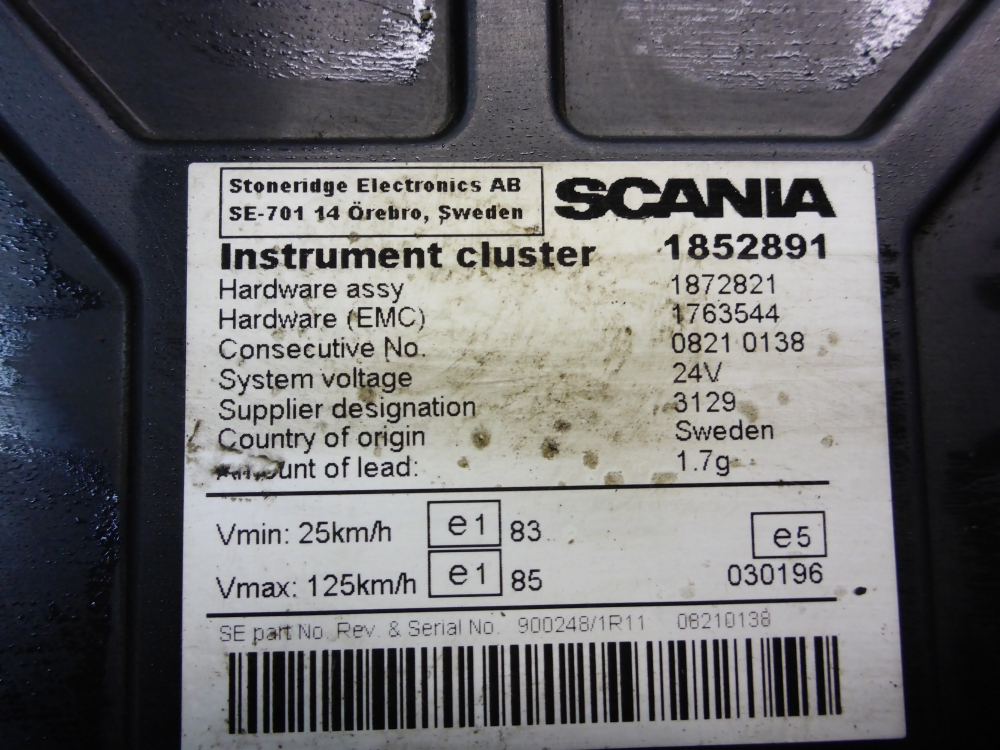 Stoneridge Electronics AB
SE-701 14 Örebro, Sweden
SCANIA
Instrument cluster 1852891
Hardware assy 1872821
Hardware (EMC) 1763544
Consecutive No. 0821 0138
System voltage 24V
Supplier designation 3129
Country of origin Sweden
of lead: 1.7g
Vmin: 25km/h e1 83 e5
Vmax: 125km/h e1 85 030196
SE part No. Rev. & Serial No. 900248/1R11 08210138